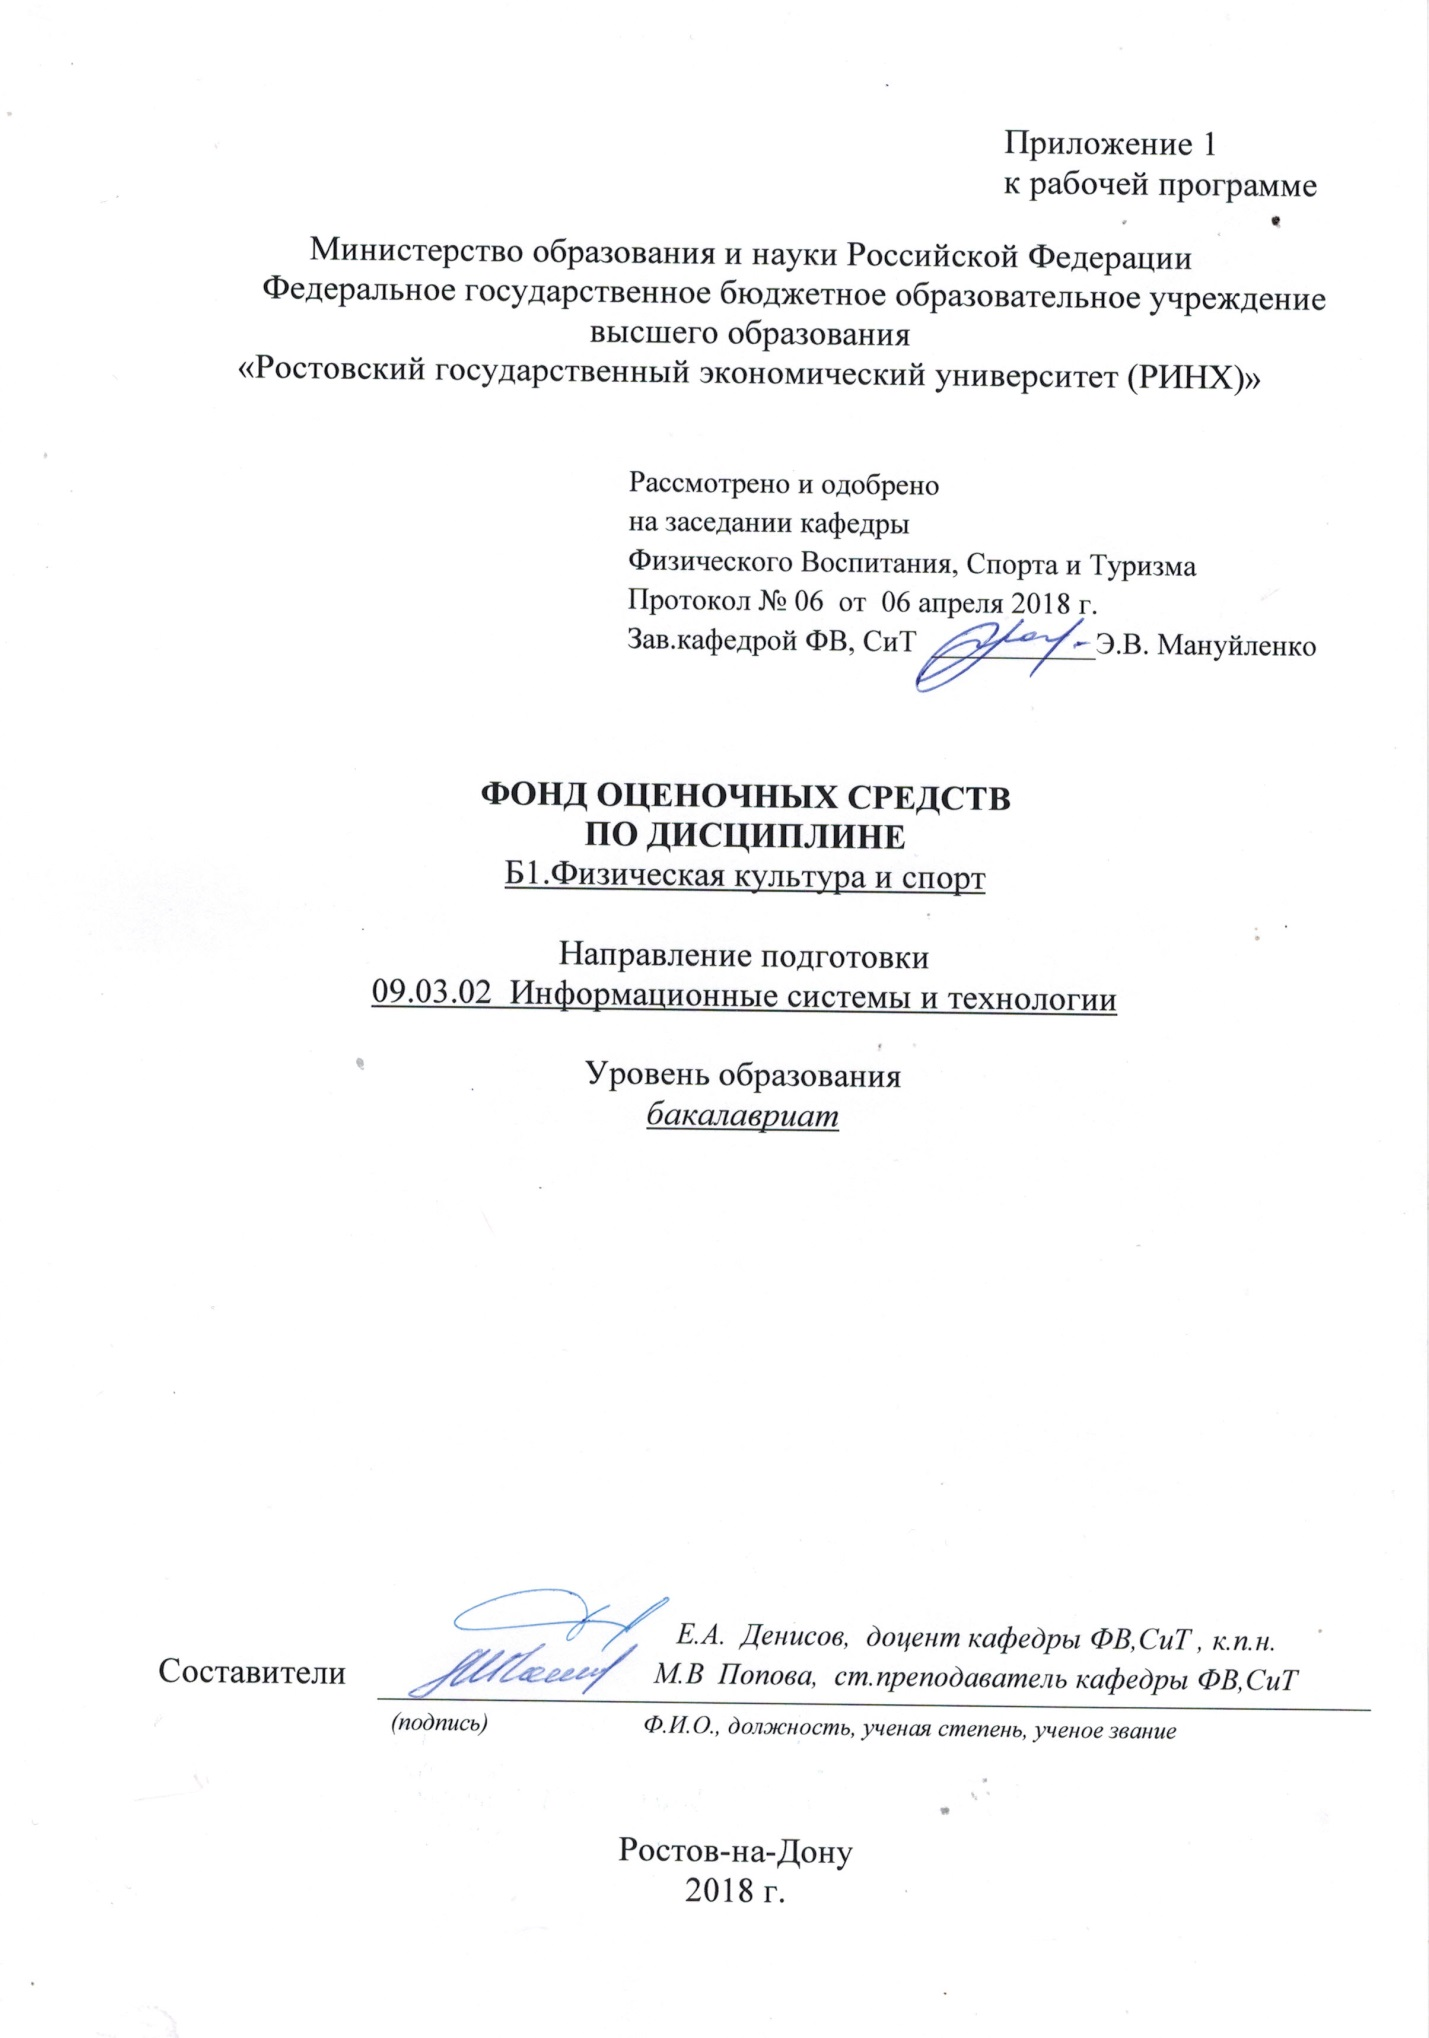 Приложение 1
к рабочей программе
Министерство образования и науки Российской Федерации
Федеральное государственное бюджетное образовательное учреждение
высшего образования
«Ростовский государственный экономический университет (РИНХ)»
Рассмотрено и одобрено
на заседании кафедры
Физического Воспитания, Спорта и Туризма
Протокол № 06 от 06 апреля 2018 г.
Зав.кафедрой ФВ, СиТ ____________Э.В. Мануйленко
ФОНД ОЦЕНОЧНЫХ СРЕДСТВ
ПО ДИСЦИПЛИНЕ
Б1.Физическая культура и спорт
Направление подготовки
09.03.02 Информационные системы и технологии
Уровень образования
бакалавриат
Е.А. Денисов, доцент кафедры ФВ,СиТ , к.п.н.
Составители М.В Попова, ст.преподаватель кафедры ФВ,СиТ
(подпись) Ф.И.О., должность, ученая степень, ученое звание
Ростов-на-Дону
2018 г.